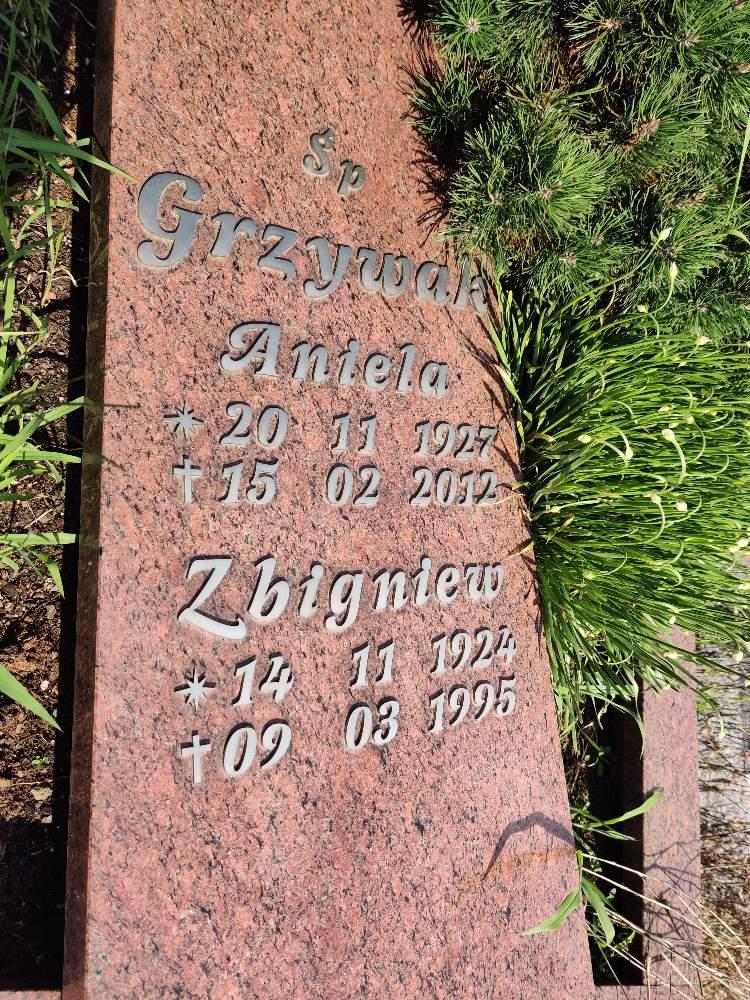 Śp
Grzywak
Aniela
* 20 11 1927
† 15 02 2012
Zbigniew
* 14 11 1924
† 09 03 1995